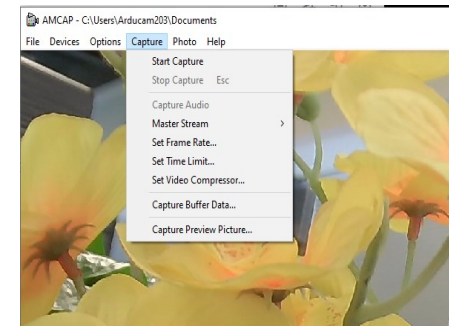 AMCAP - C:\Users\Arducam203\Documents
File Devices Options Capture Photo Help
Start Capture
Stop Capture Esc
Capture Audio
Master Stream >
Set Frame Rate...
Set Time Limit...
Set Video Compressor...
Capture Buffer Data...
Capture Preview Picture...